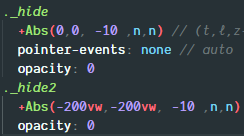 ._hide
+Abs(0,0, -10 ,n,n) // (t,ł,z
pointer-events: none // auto
opacity: 0
._hide2
+Abs(-200vw,-200vw, -10 ,n,n)
opacity: 0